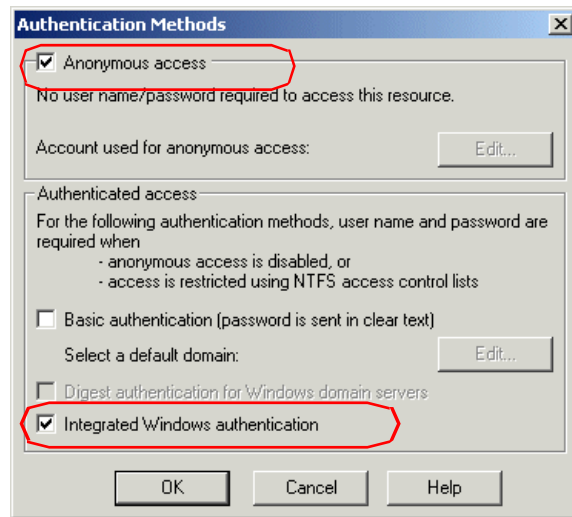 Authentication Methods
Anonymous access
No user name/password required to access this resource.
Account used for anonymous access:
Edit...
Authenticated access
For the following authentication methods, user name and password are
required when
- anonymous access is disabled, or
- access is restricted using NTFS access control lists
Basic authentication (password is sent in clear text)
Select a default domain:
Edit...
Digest authentication for Windows domain servers
Integrated Windows authentication
OK
Cancel
Help